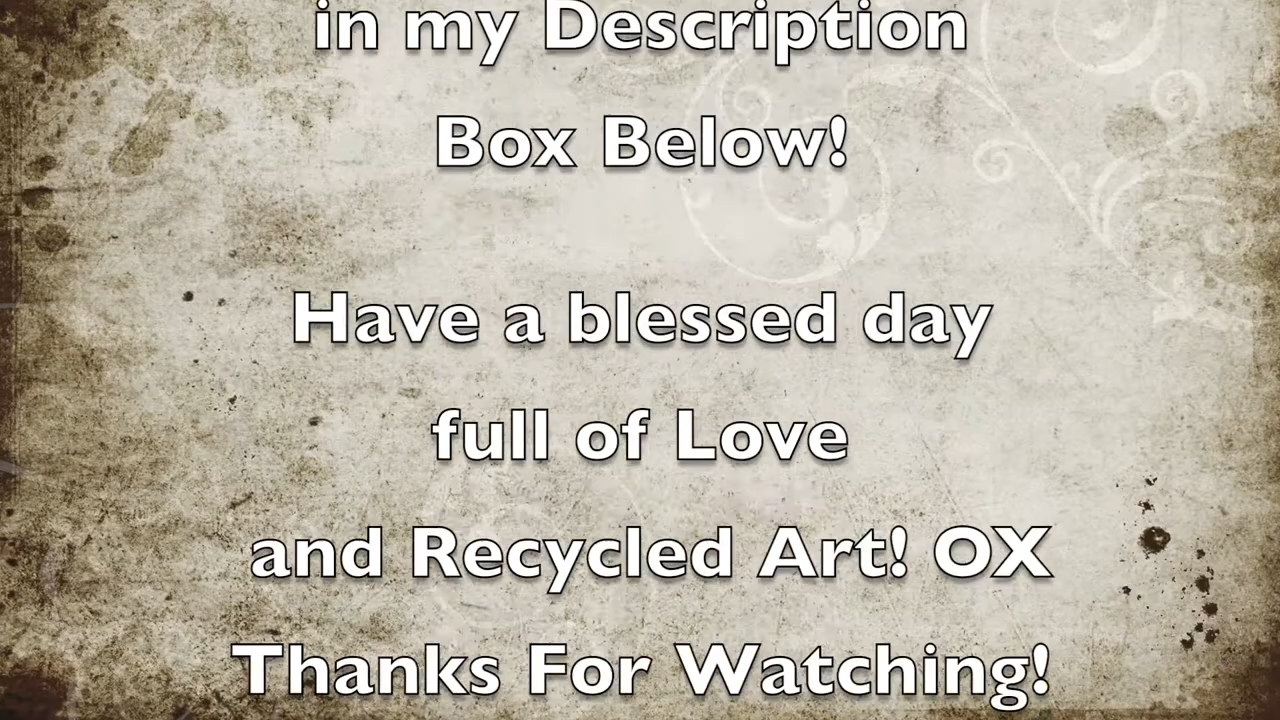 in my Description
Box Below!
Have a blessed day
full of Love
and Recycled Art! OX
Thanks For Watching!